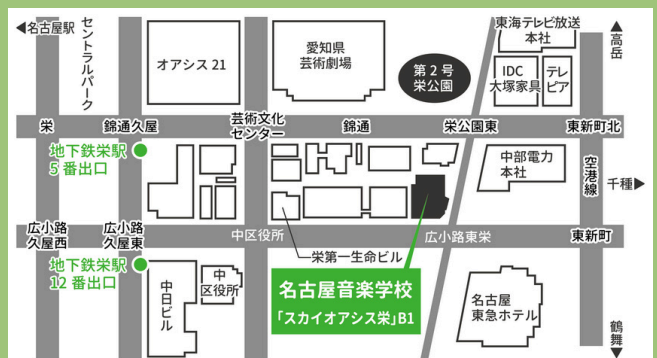 ◀名古屋駅
セントラルパーク
オアシス21
愛知県
芸術劇場
第2号
栄公園
東海テレビ放送
本社
IDC
大塚家具
テレ
ピア
▲高岳
栄
錦通久屋
芸術文化
センター
錦通
栄公園東
東新町北
地下鉄栄駅
5番出口
中部電力
本社
空港線
千種▶
広小路
久屋西
広小路
久屋東
中区役所
広小路東栄
東新町
栄第一生命ビル
地下鉄栄駅
12番出口
中日ビル
中
区役所
名古屋音楽学校
「スカイオアシス栄」B1
名古屋
東急ホテル
鶴舞▼